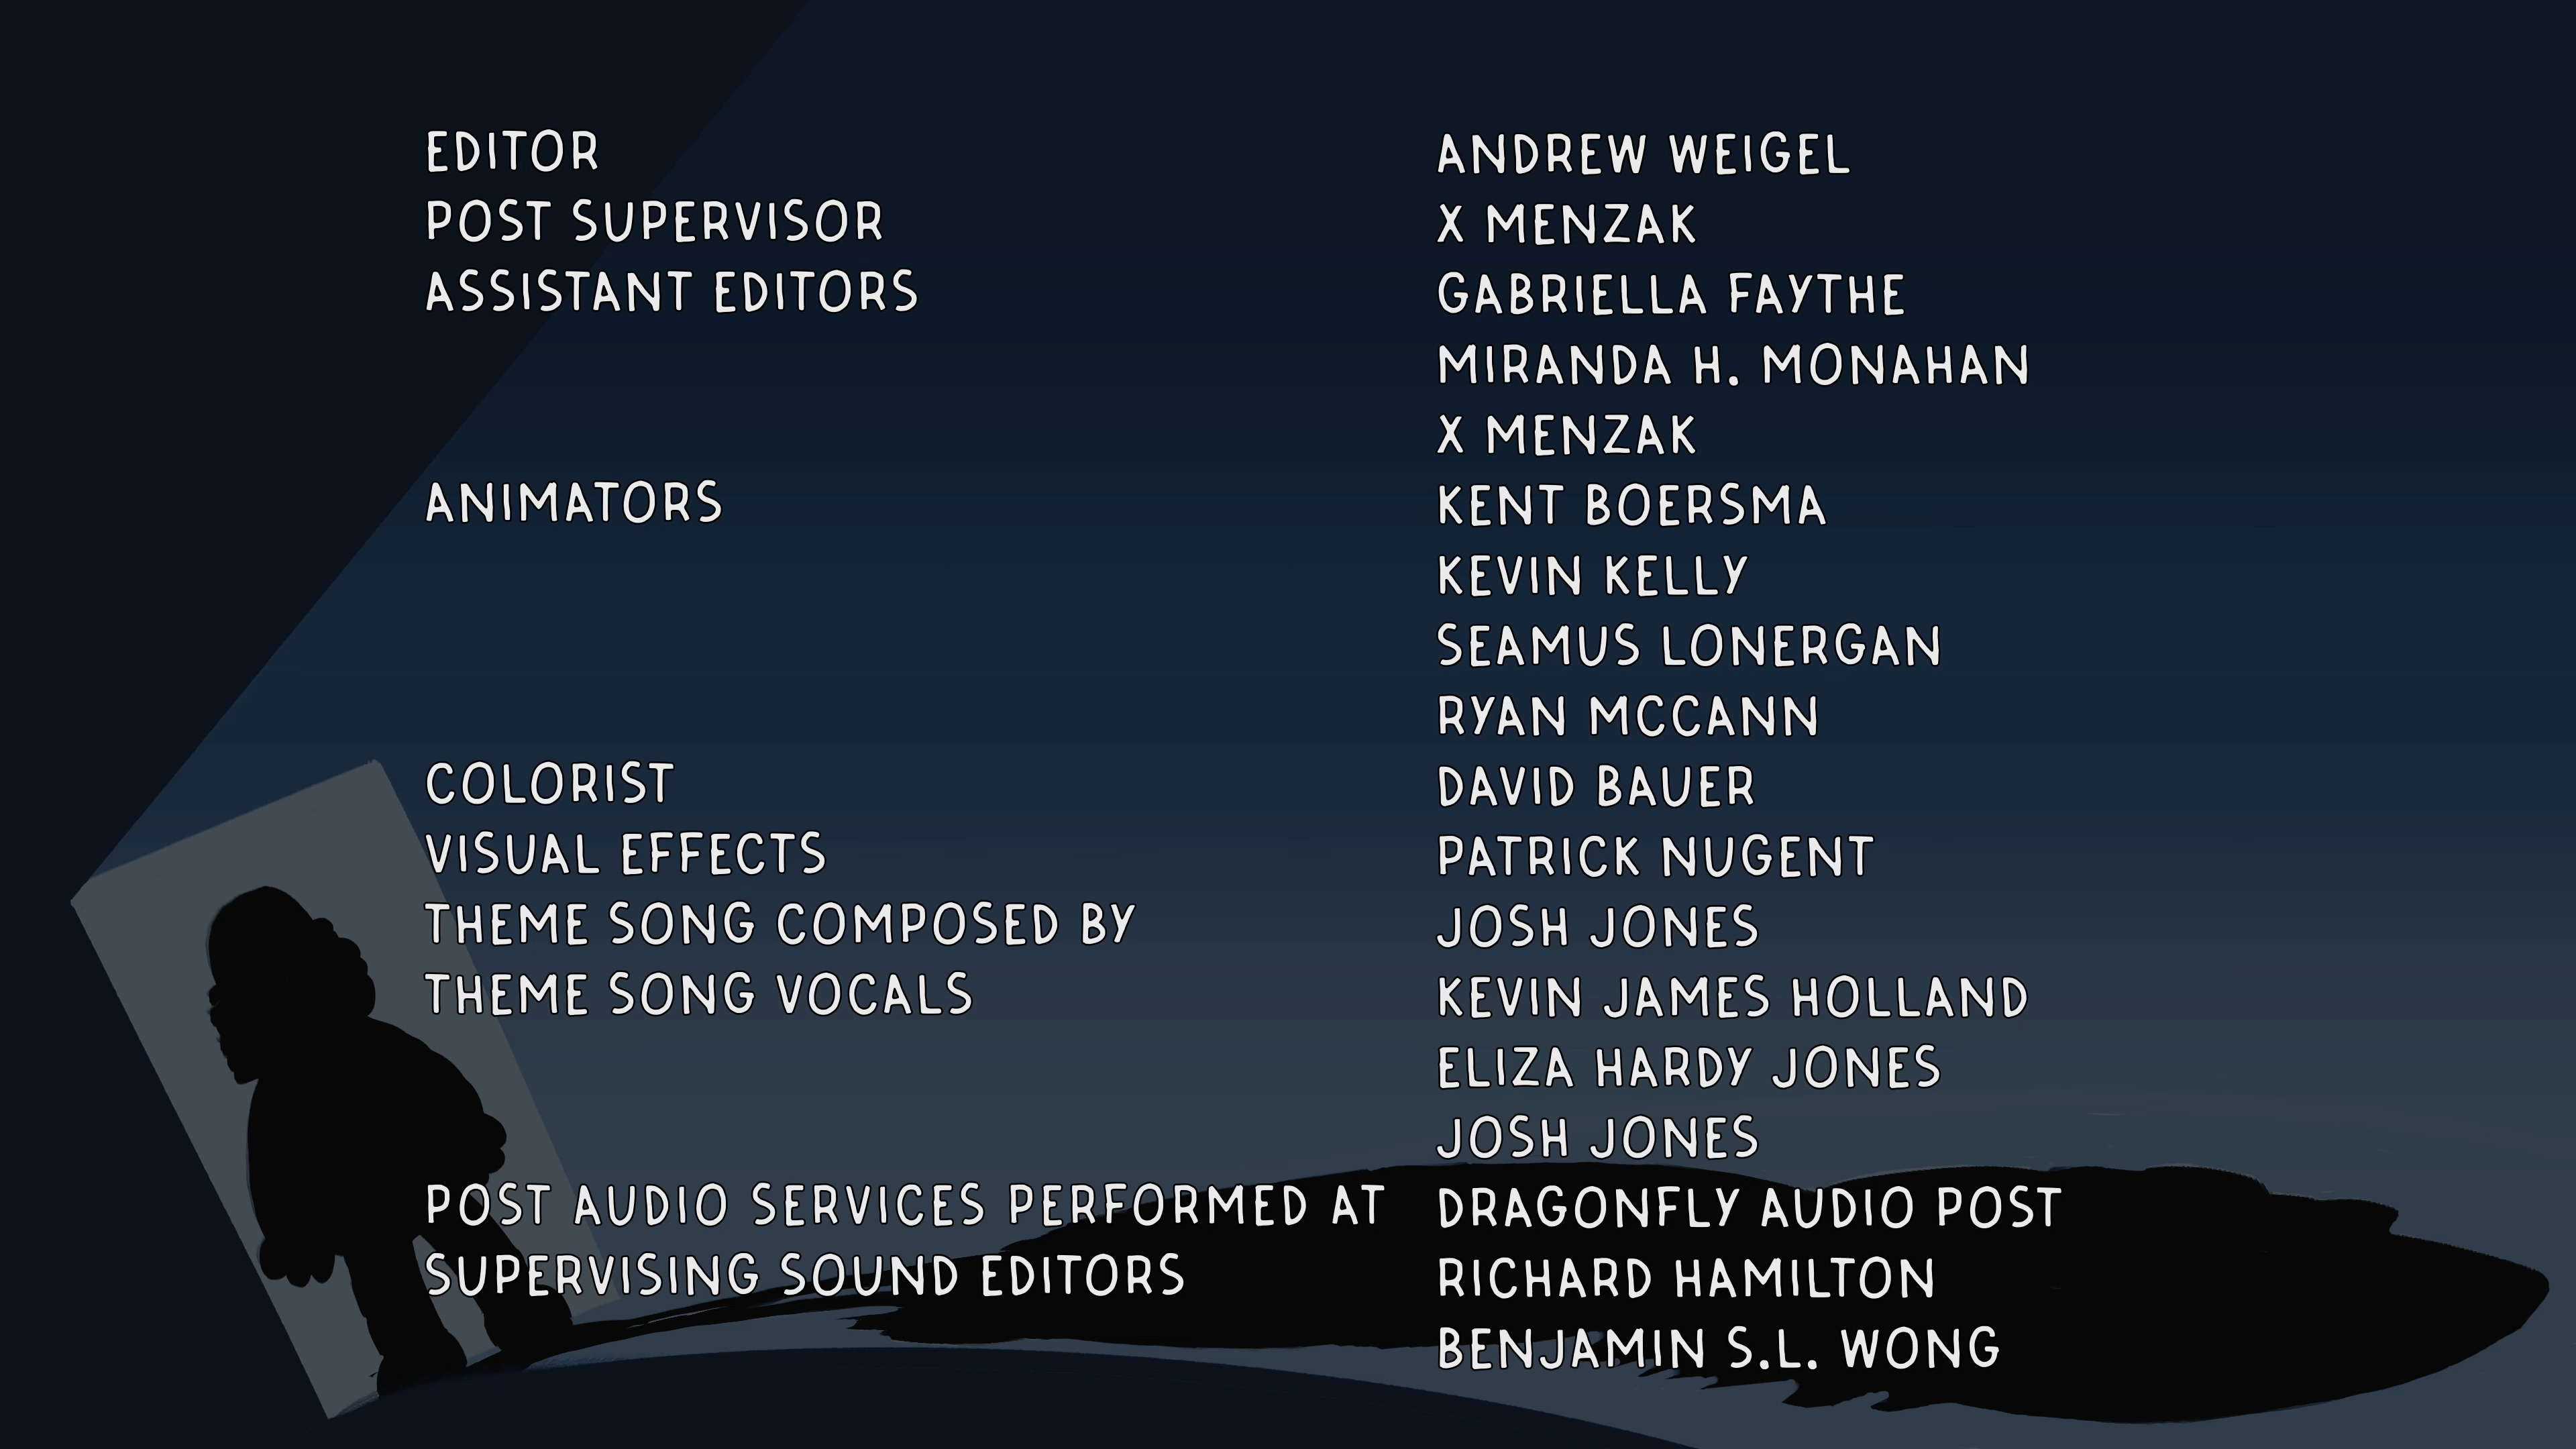 EDITOR ANDREW WEIGEL
POST SUPERVISOR X MENZAK
ASSISTANT EDITORS GABRIELLA FAYTHE
MIRANDA H. MONAHAN
X MENZAK
ANIMATORS KENT BOERSMA
KEVIN KELLY
SEAMUS LONERGAN
RYAN MCCANN
COLORIST DAVID BAUER
VISUAL EFFECTS PATRICK NUGENT
THEME SONG COMPOSED BY JOSH JONES
THEME SONG VOCALS KEVIN JAMES HOLLAND
ELIZA HARDY JONES
JOSH JONES
POST AUDIO SERVICES PERFORMED AT DRAGONFLY AUDIO POST
SUPERVISING SOUND EDITORS RICHARD HAMILTON
BENJAMIN S.L. WONG